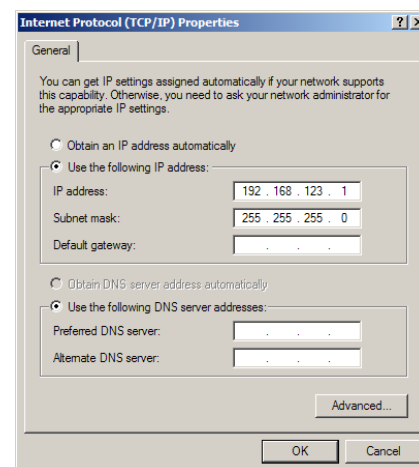 Internet Protocol (TCP/IP) Properties
General
You can get IP settings assigned automatically if your network supports
this capability. Otherwise, you need to ask your network administrator for
the appropriate IP settings.
Obtain an IP address automatically
Use the following IP address:
IP address: 192 . 168 . 123 . 1
Subnet mask: 255 . 255 . 255 . 0
Default gateway: . . .
Obtain DNS server address automatically
Use the following DNS server addresses:
Preferred DNS server: . . .
Alternate DNS server: . . .
Advanced...
OK Cancel